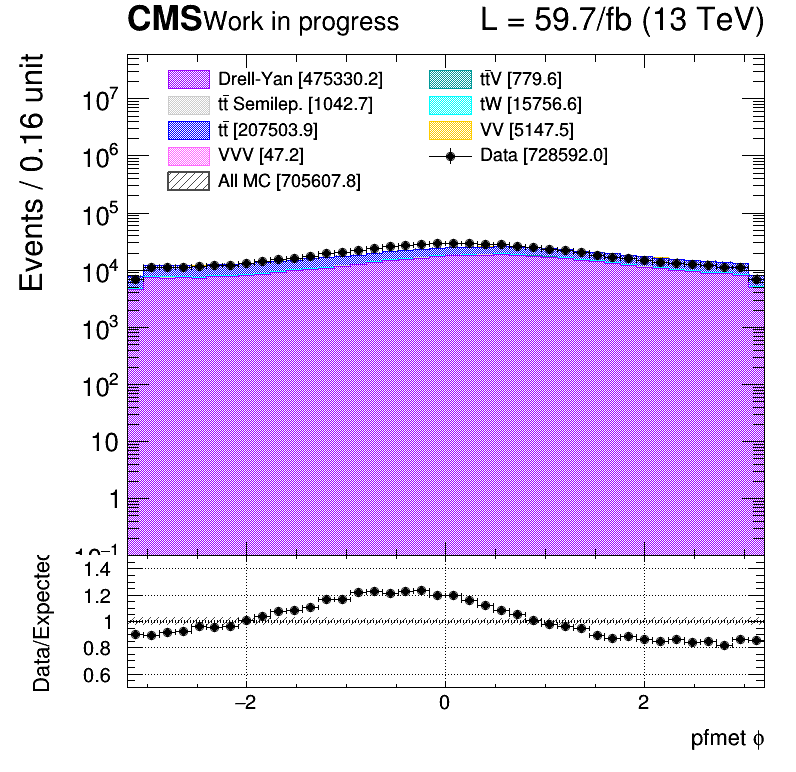 CMS Work in progress L = 59.7/fb (13 TeV)
Events / 0.16 unit
Drell-Yan [475330.2]
tt̄ Semilep. [1042.7]
tt̄ [207503.9]
VVV [47.2]
All MC [705607.8]
tt̄V [779.6]
tW [15756.6]
VV [5147.5]
Data [728592.0]
10⁷
10⁶
10⁵
10⁴
10³
10²
10
1
10⁻¹
Data/Expected
1.4
1.2
1
0.8
0.6
−2 0 2
pfmet ϕ